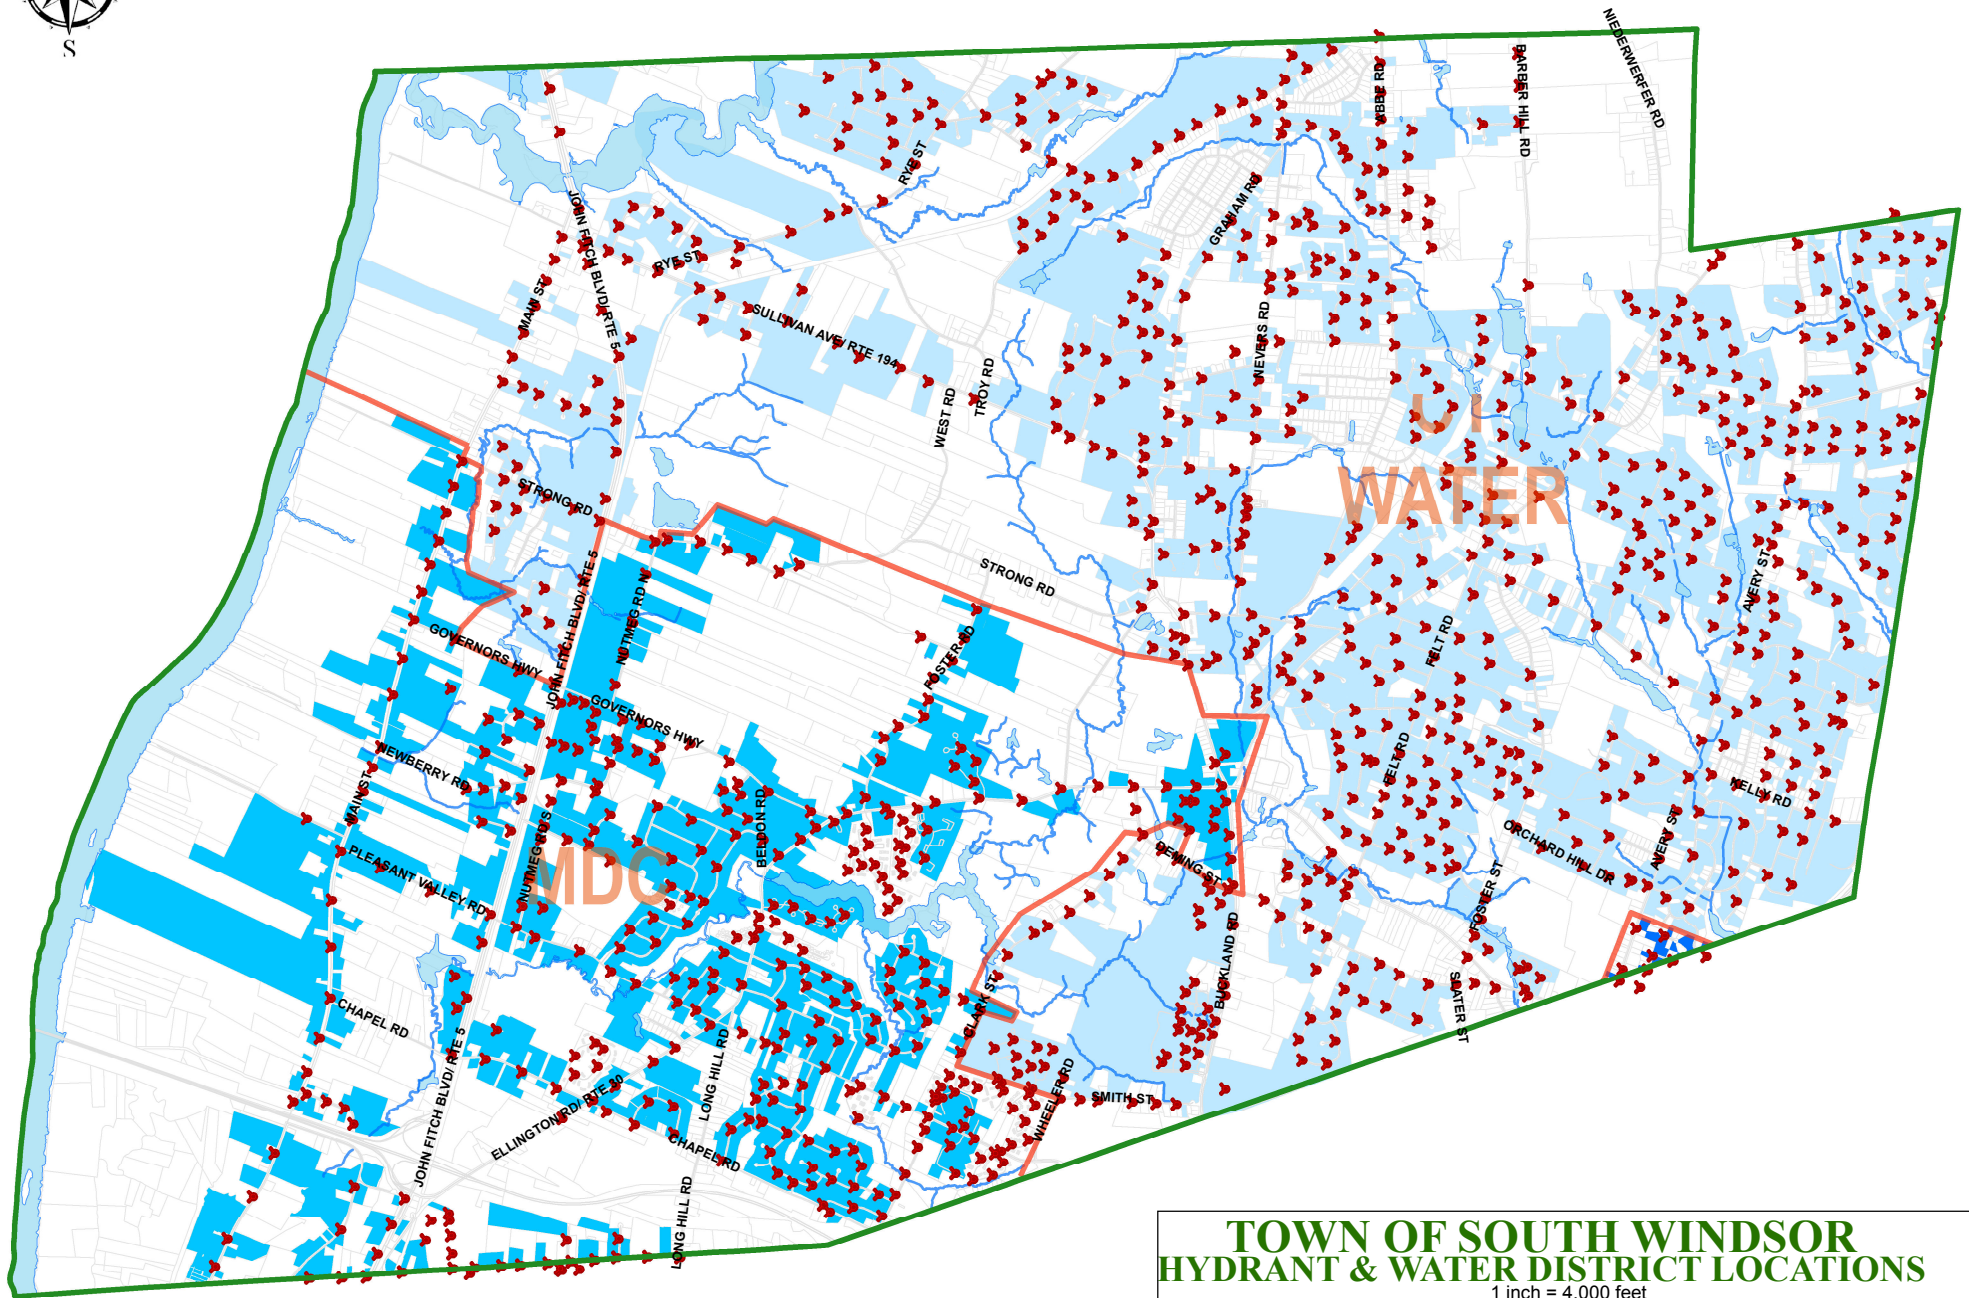 S
NIEDERWERFER RD
BARBER HILL RD
ABBE RD
RYE ST
JOHN FITCH BLVD/ RTE 5
GRAHAM RD
RYE ST
MAIN ST
SULLIVAN AVE/ RTE 194
NEVERS RD
TROY RD
WEST RD
CT
WATER
STRONG RD
STRONG RD
JOHN FITCH BLVD/ RTE 5
NUTMEG RD N
AVERY ST
GOVERNORS HWY
FOSTER RD
FELT RD
GOVERNORS HWY
NEWBERRY RD
FELT RD
KELLY RD
MAIN ST
BELDON RD
NUTMEG RD S
MDC
PLEASANT VALLEY RD
DEMING ST
ORCHARD HILL DR
AVERY ST
FOSTER ST
BUCKLAND RD
SLATER ST
CLARK ST
CHAPEL RD
JOHN FITCH BLVD/ RTE 5
LONG HILL RD
ELLINGTON RD/ RTE 30
WHEELER RD
SMITH ST
CHAPEL RD
LONG HILL RD
TOWN OF SOUTH WINDSOR
HYDRANT & WATER DISTRICT LOCATIONS
1 inch = 4,000 feet